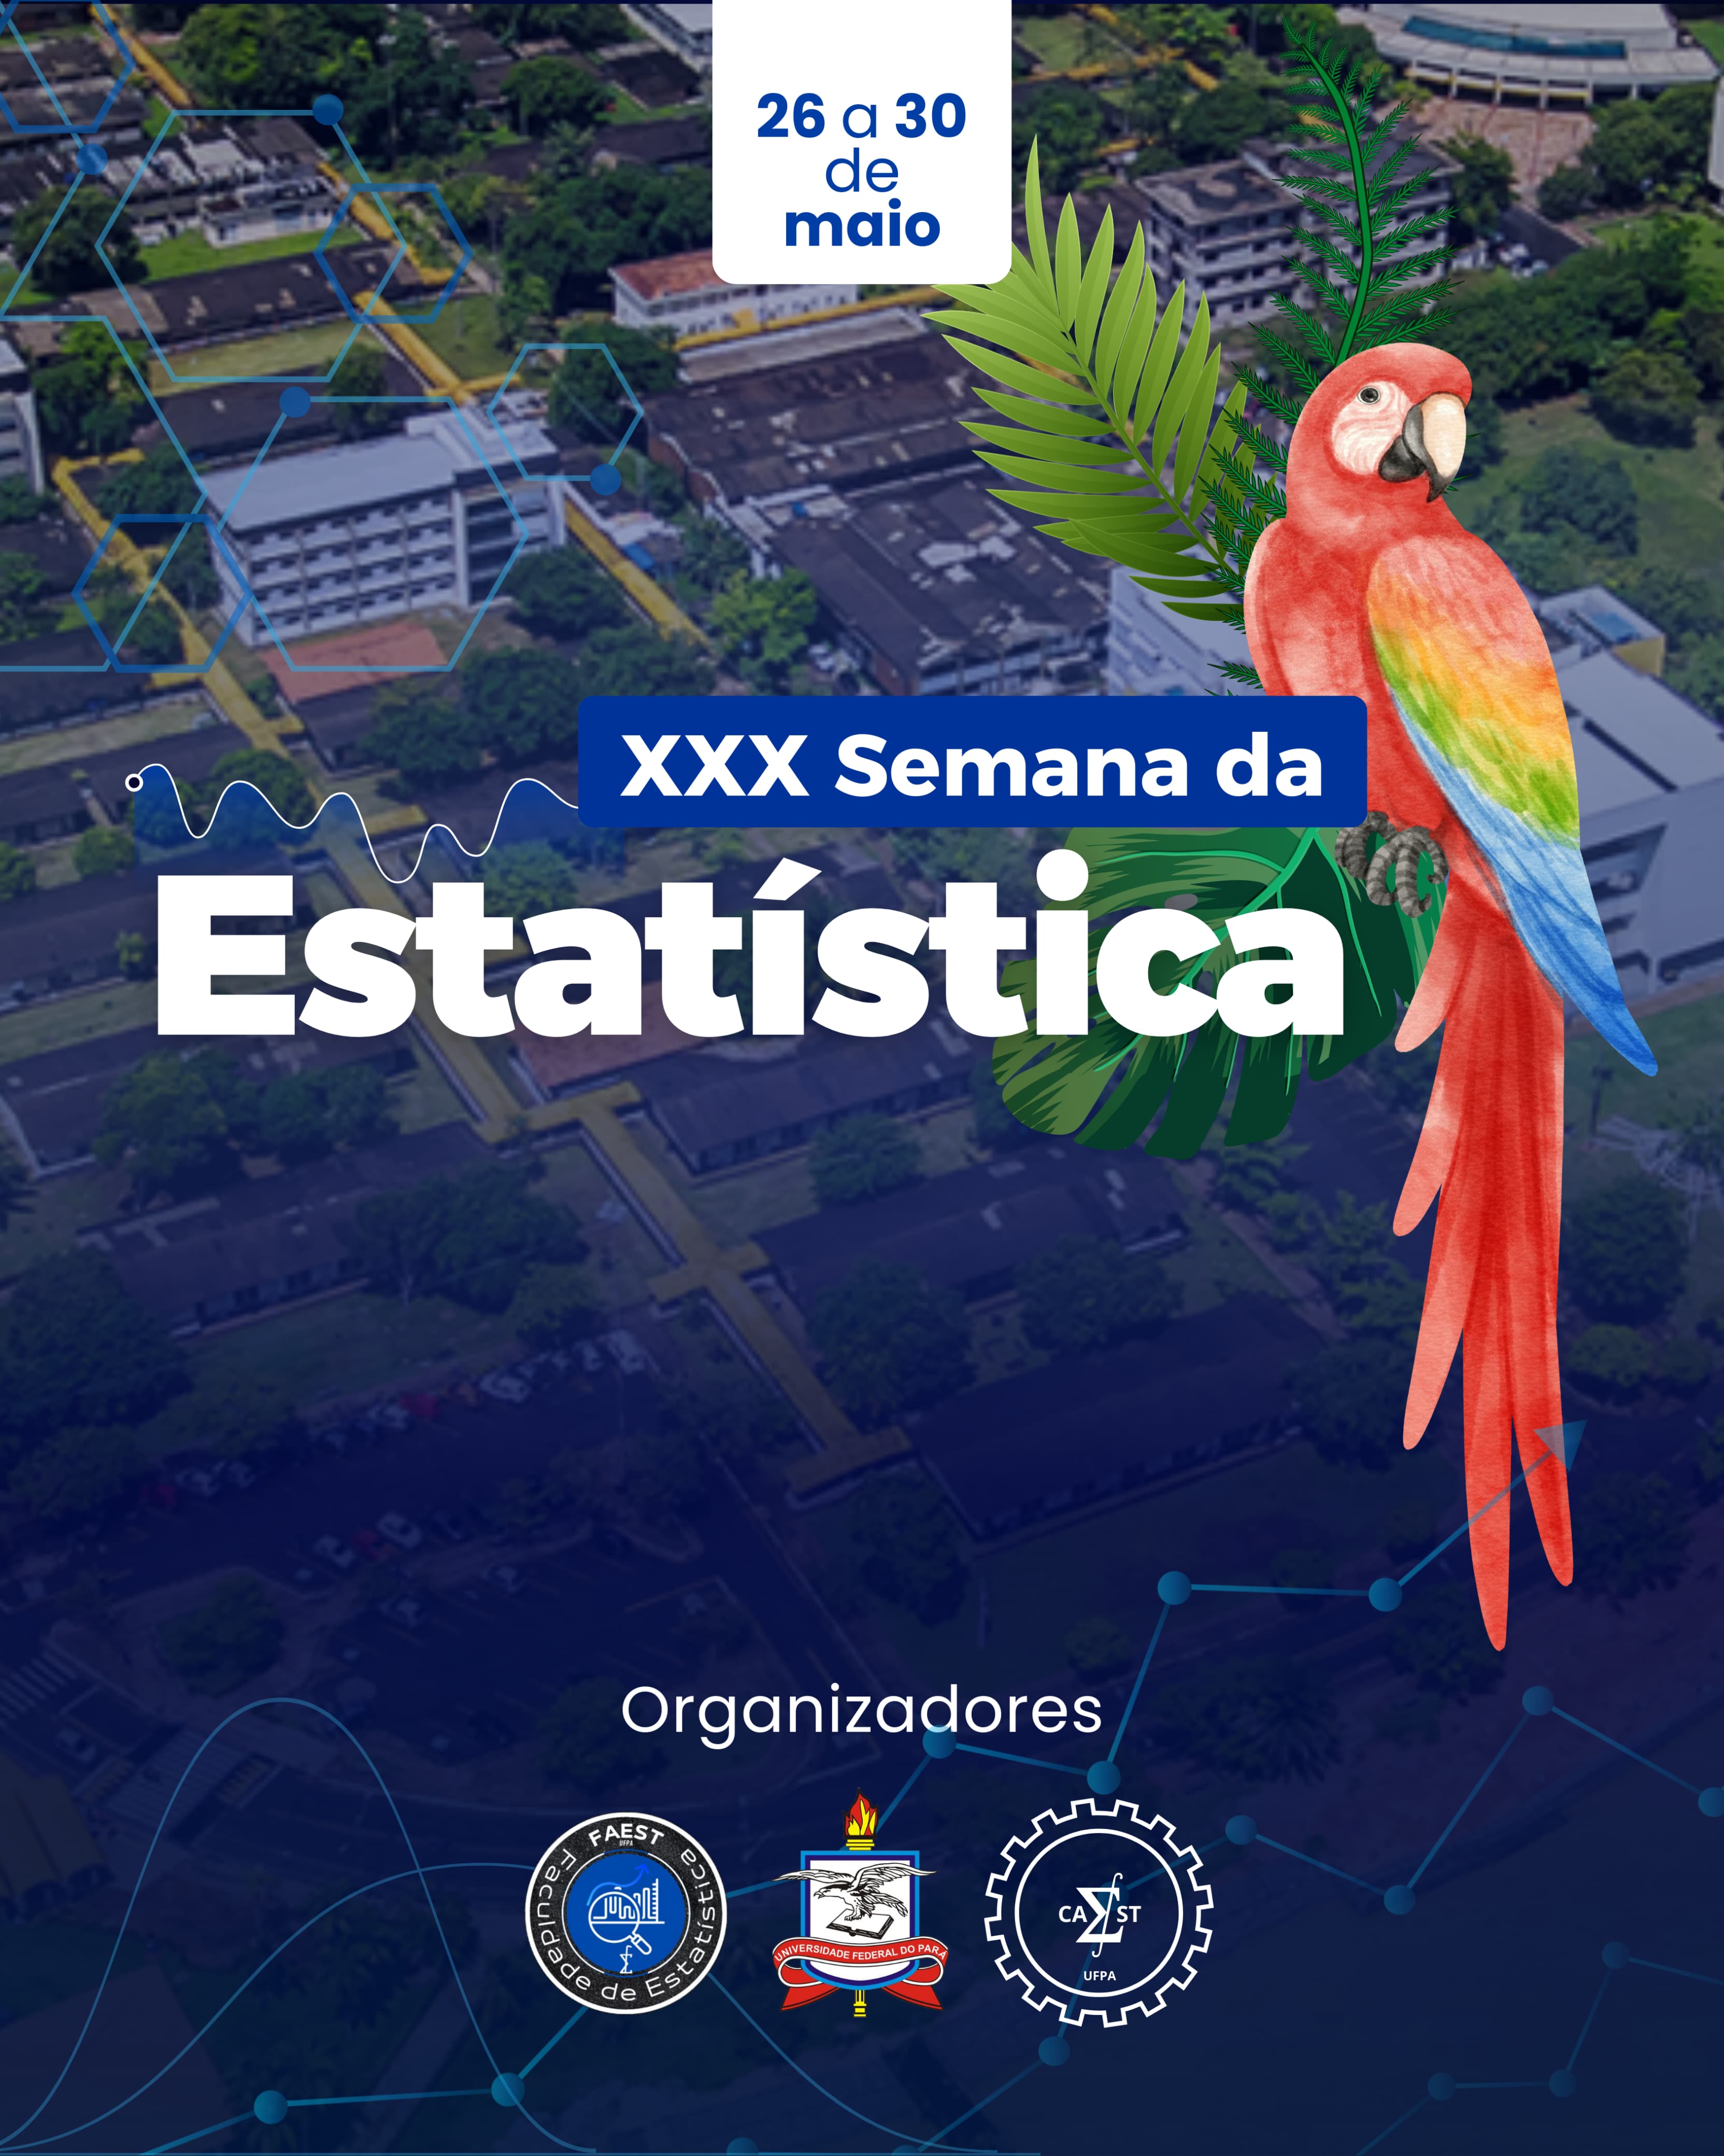 26 a 30
de
maio
XXX Semana da
Estatística
Organizadores
FAEST
UFPA
Faculdade de Estatística
UNIVERSIDADE FEDERAL DO PARÁ
CAΣST
UFPA